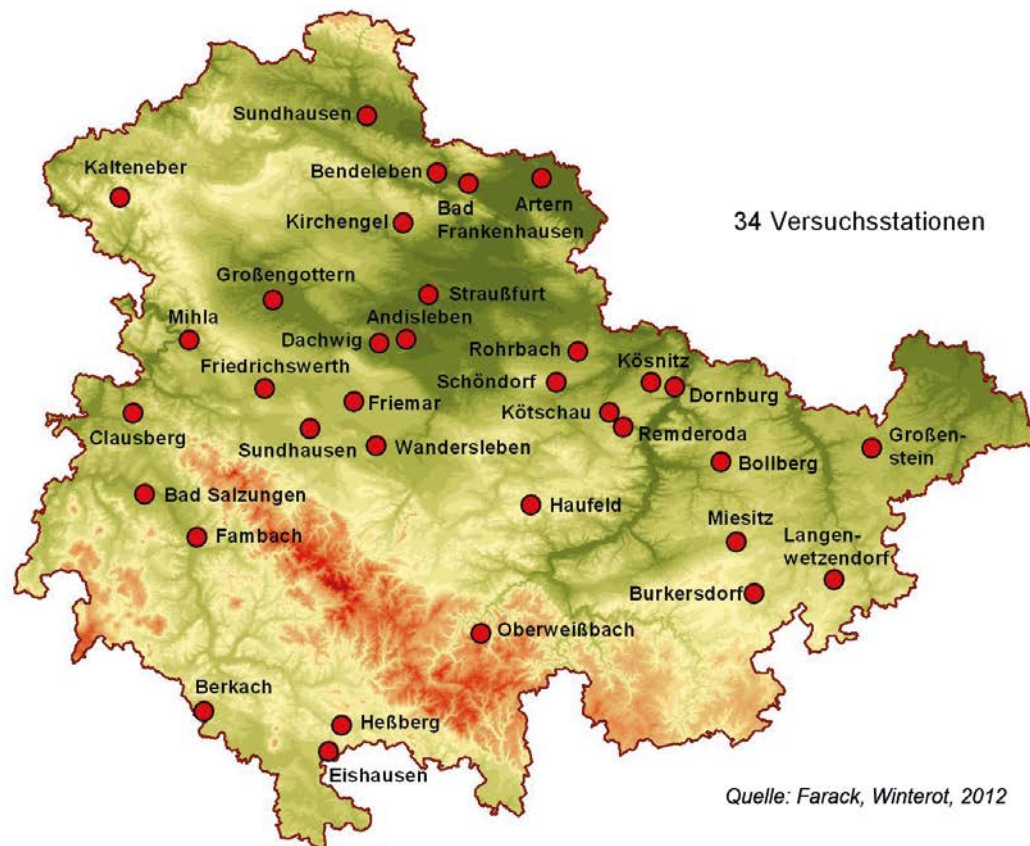 Sundhausen
Kalteneber
Bendeleben
Bad
Frankenhausen
Artern
Kirchengel
34 Versuchsstationen
Großengottern
Straußfurt
Mihla
Andisleben
Dachwig
Rohrbach
Kösnitz
Friedrichswerth
Schöndorf
Dornburg
Friemar
Kötschau
Clausberg
Remderoda
Großen-
stein
Sundhausen
Wandersleben
Bollberg
Bad Salzungen
Haufeld
Miesitz
Langen-
wetzendorf
Fambach
Burkersdorf
Oberweißbach
Berkach
Heßberg
Eishausen
Quelle: Farack, Winterot, 2012